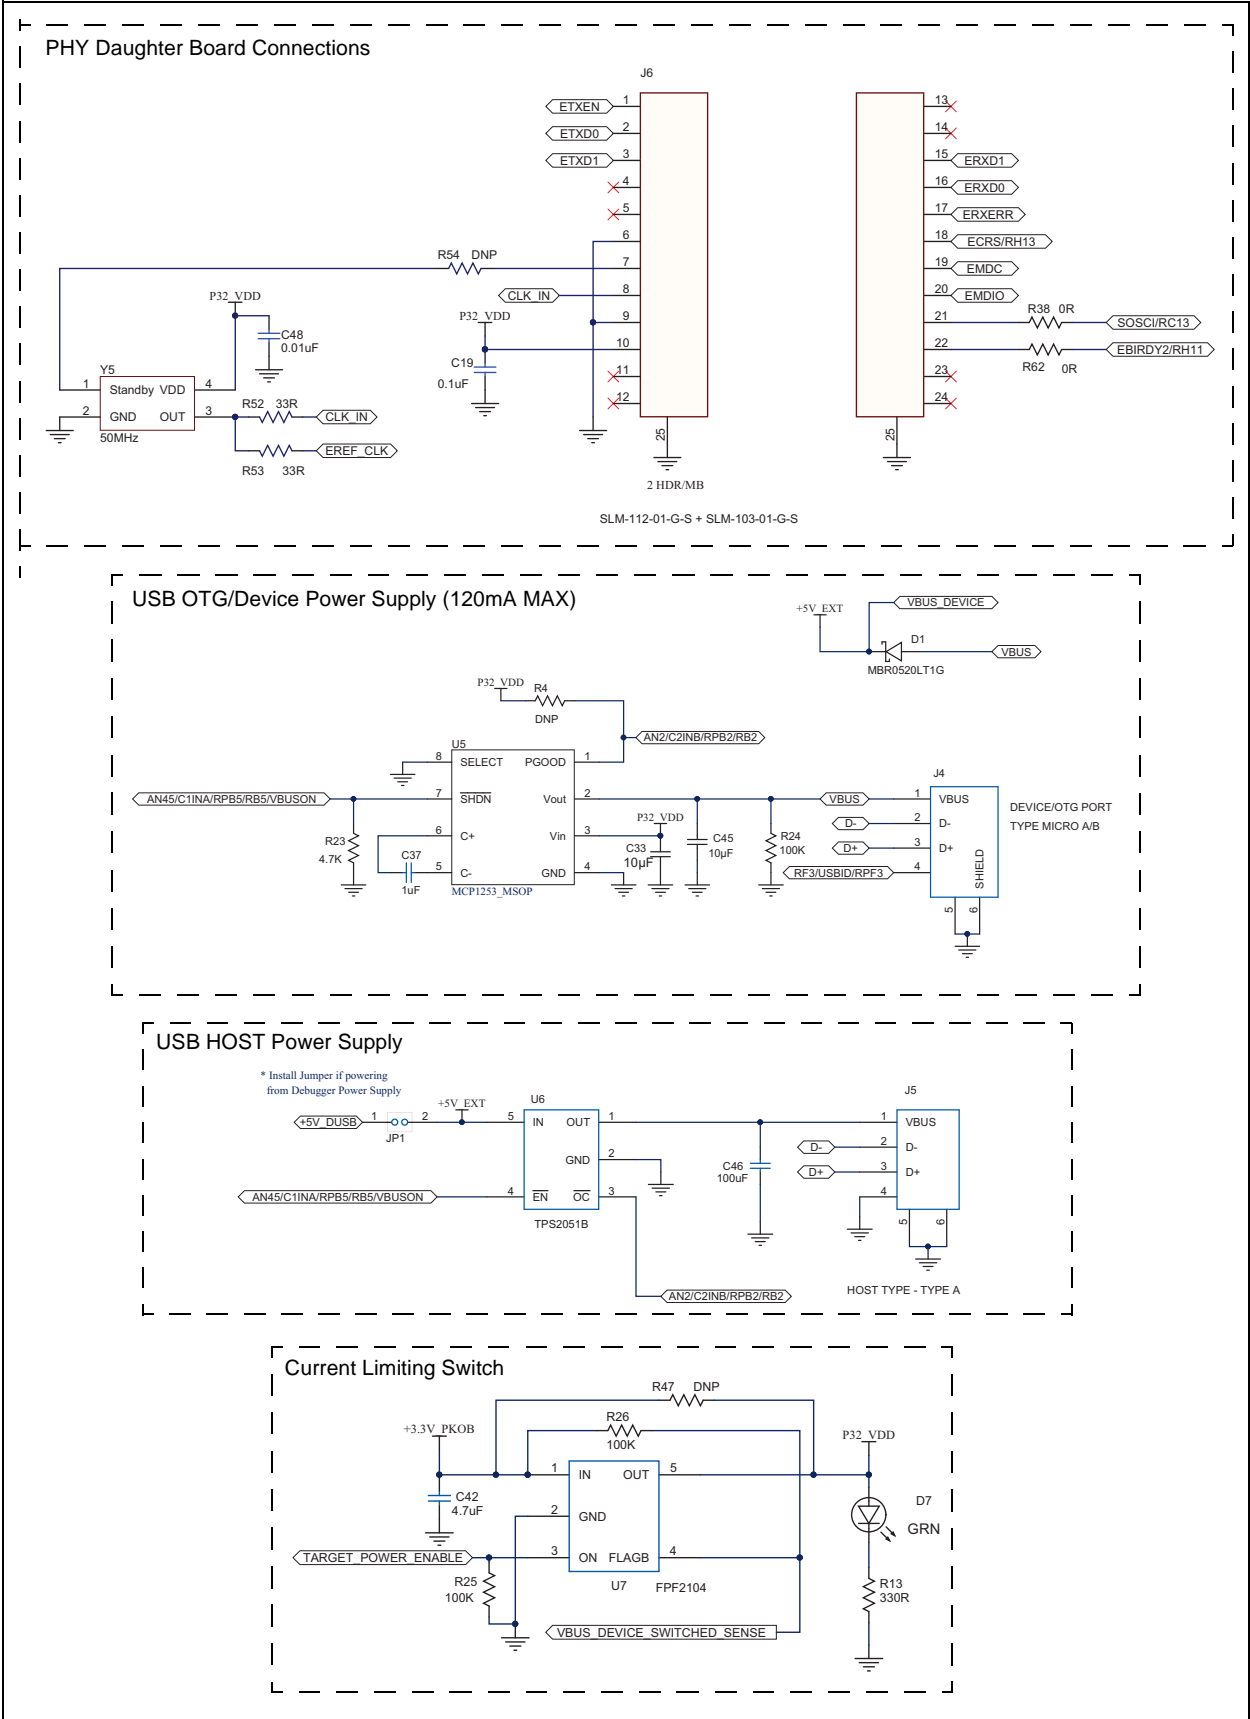 PHY Daughter Board Connections
J6
ETXEN 1
ETXD0 2
ETXD1 3
4
5
6
R54 DNP 7
CLK_IN 8
9
P32_VDD 10
C19
0.1uF
11
12
25
2 HDR/MB
13
14
15 ERXD1
16 ERXD0
17 ERXERR
18 ECRS/RH13
19 EMDC
20 EMDIO
21 R38 0R SOSCI/RC13
22 EBIRDY2/RH11
R62 0R
23
24
25
SLM-112-01-G-S + SLM-103-01-G-S
P32_VDD
C48
0.01uF
Y5
1 Standby VDD 4
2 GND OUT 3
50MHz
R52 33R CLK_IN
EREF_CLK
R53 33R
USB OTG/Device Power Supply (120mA MAX)
+5V_EXT
VBUS_DEVICE
D1
VBUS
MBR0520LT1G
P32_VDD R4
DNP
AN2/C2INB/RPB2/RB2
U5
8 SELECT PGOOD 1
AN45/C1INA/RPB5/RB5/VBUSON 7 SHDN Vout 2
R23
4.7K
6 C+ Vin 3
P32_VDD
C37
1uF
5 C- GND 4
MCP1253_MSOP
C33
10µF
C45
10µF
R24
100K
J4
VBUS 1 VBUS
D- 2 D-
D+ 3 D+
RF3/USBID/RPF3 4
SHIELD
5 6
DEVICE/OTG PORT
TYPE MICRO A/B
USB HOST Power Supply
* Install Jumper if powering
from Debugger Power Supply
+5V_DUSB 1 2
JP1
+5V_EXT
U6
5 IN OUT 1
GND 2
AN45/C1INA/RPB5/RB5/VBUSON 4 EN OC 3
TPS2051B
AN2/C2INB/RPB2/RB2
C46
100uF
J5
1 VBUS
D- 2 D-
D+ 3 D+
4
5 6
HOST TYPE - TYPE A
Current Limiting Switch
R47 DNP
+3.3V_PKOB
R26
100K
P32_VDD
1 IN OUT 5
C42
4.7uF
2 GND
TARGET_POWER_ENABLE 3 ON FLAGB 4
U7 FPF2104
R25
100K
VBUS_DEVICE_SWITCHED_SENSE
D7
GRN
R13
330R